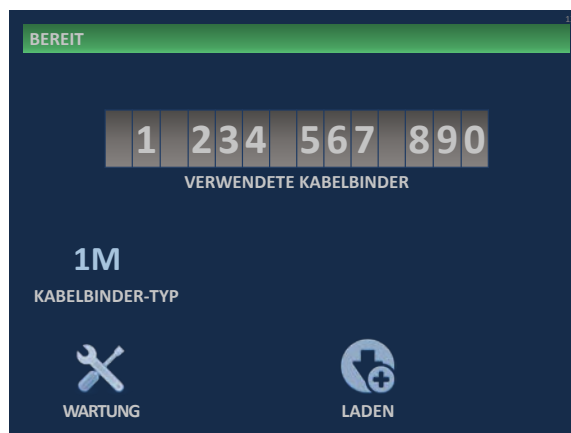 BEREIT
1 234 567 890
VERWENDETE KABELBINDER
1M
KABELBINDER-TYP
WARTUNG
LADEN